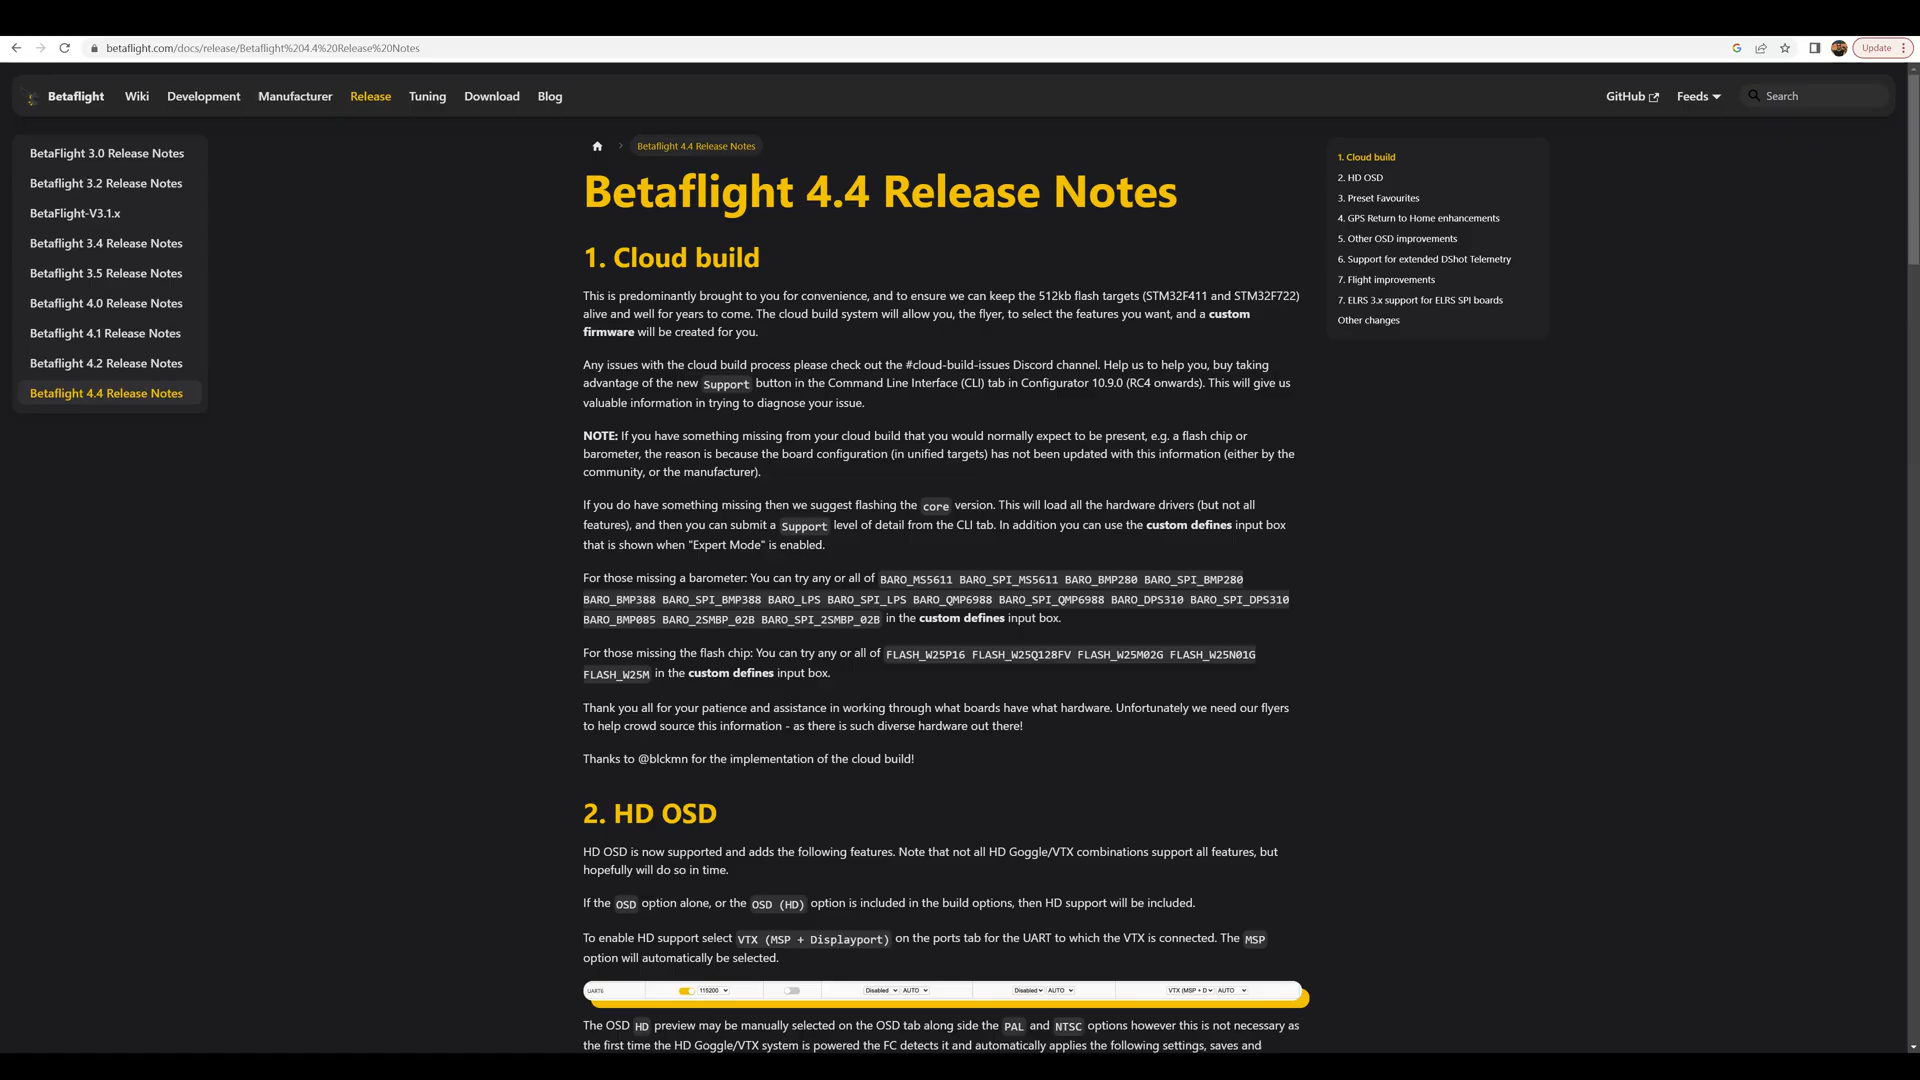 betaflight.com/docs/release/Betaflight%204.4%20Release%20Notes
Update
Betaflight Wiki Development Manufacturer Release Tuning Download Blog
GitHub Feeds Search
BetaFlight 3.0 Release Notes
Betaflight 3.2 Release Notes
BetaFlight-V3.1.x
Betaflight 3.4 Release Notes
Betaflight 3.5 Release Notes
Betaflight 4.0 Release Notes
Betaflight 4.1 Release Notes
Betaflight 4.2 Release Notes
Betaflight 4.4 Release Notes
Betaflight 4.4 Release Notes
Betaflight 4.4 Release Notes
1. Cloud build
This is predominantly brought to you for convenience, and to ensure we can keep the 512kb flash targets (STM32F411 and STM32F722)
alive and well for years to come. The cloud build system will allow you, the flyer, to select the features you want, and a custom
firmware will be created for you.
Any issues with the cloud build process please check out the #cloud-build-issues Discord channel. Help us to help you, buy taking
advantage of the new Support button in the Command Line Interface (CLI) tab in Configurator 10.9.0 (RC4 onwards). This will give us
valuable information in trying to diagnose your issue.
NOTE: If you have something missing from your cloud build that you would normally expect to be present, e.g. a flash chip or
barometer, the reason is because the board configuration (in unified targets) has not been updated with this information (either by the
community, or the manufacturer).
If you do have something missing then we suggest flashing the core version. This will load all the hardware drivers (but not all
features), and then you can submit a Support level of detail from the CLI tab. In addition you can use the custom defines input box
that is shown when "Expert Mode" is enabled.
For those missing a barometer: You can try any or all of BARO_MS5611 BARO_SPI_MS5611 BARO_BMP280 BARO_SPI_BMP280
BARO_BMP388 BARO_SPI_BMP388 BARO_LPS BARO_SPI_LPS BARO_QMP6988 BARO_SPI_QMP6988 BARO_DPS310 BARO_SPI_DPS310
BARO_BMP085 BARO_2SMBP_02B BARO_SPI_2SMBP_02B in the custom defines input box.
For those missing the flash chip: You can try any or all of FLASH_W25P16 FLASH_W25Q128FV FLASH_W25M02G FLASH_W25N01G
FLASH_W25M in the custom defines input box.
Thank you all for your patience and assistance in working through what boards have what hardware. Unfortunately we need our flyers
to help crowd source this information - as there is such diverse hardware out there!
Thanks to @blckmn for the implementation of the cloud build!
2. HD OSD
HD OSD is now supported and adds the following features. Note that not all HD Goggle/VTX combinations support all features, but
hopefully will do so in time.
If the OSD option alone, or the OSD (HD) option is included in the build options, then HD support will be included.
To enable HD support select VTX (MSP + Displayport) on the ports tab for the UART to which the VTX is connected. The MSP
option will automatically be selected.
UART6 115200 Disabled AUTO Disabled AUTO VTX (MSP + D AUTO
The OSD HD preview may be manually selected on the OSD tab along side the PAL and NTSC options however this is not necessary as
the first time the HD Goggle/VTX system is powered the FC detects it and automatically applies the following settings, saves and
1. Cloud build
2. HD OSD
3. Preset Favourites
4. GPS Return to Home enhancements
5. Other OSD improvements
6. Support for extended DShot Telemetry
7. Flight improvements
7. ELRS 3.x support for ELRS SPI boards
Other changes